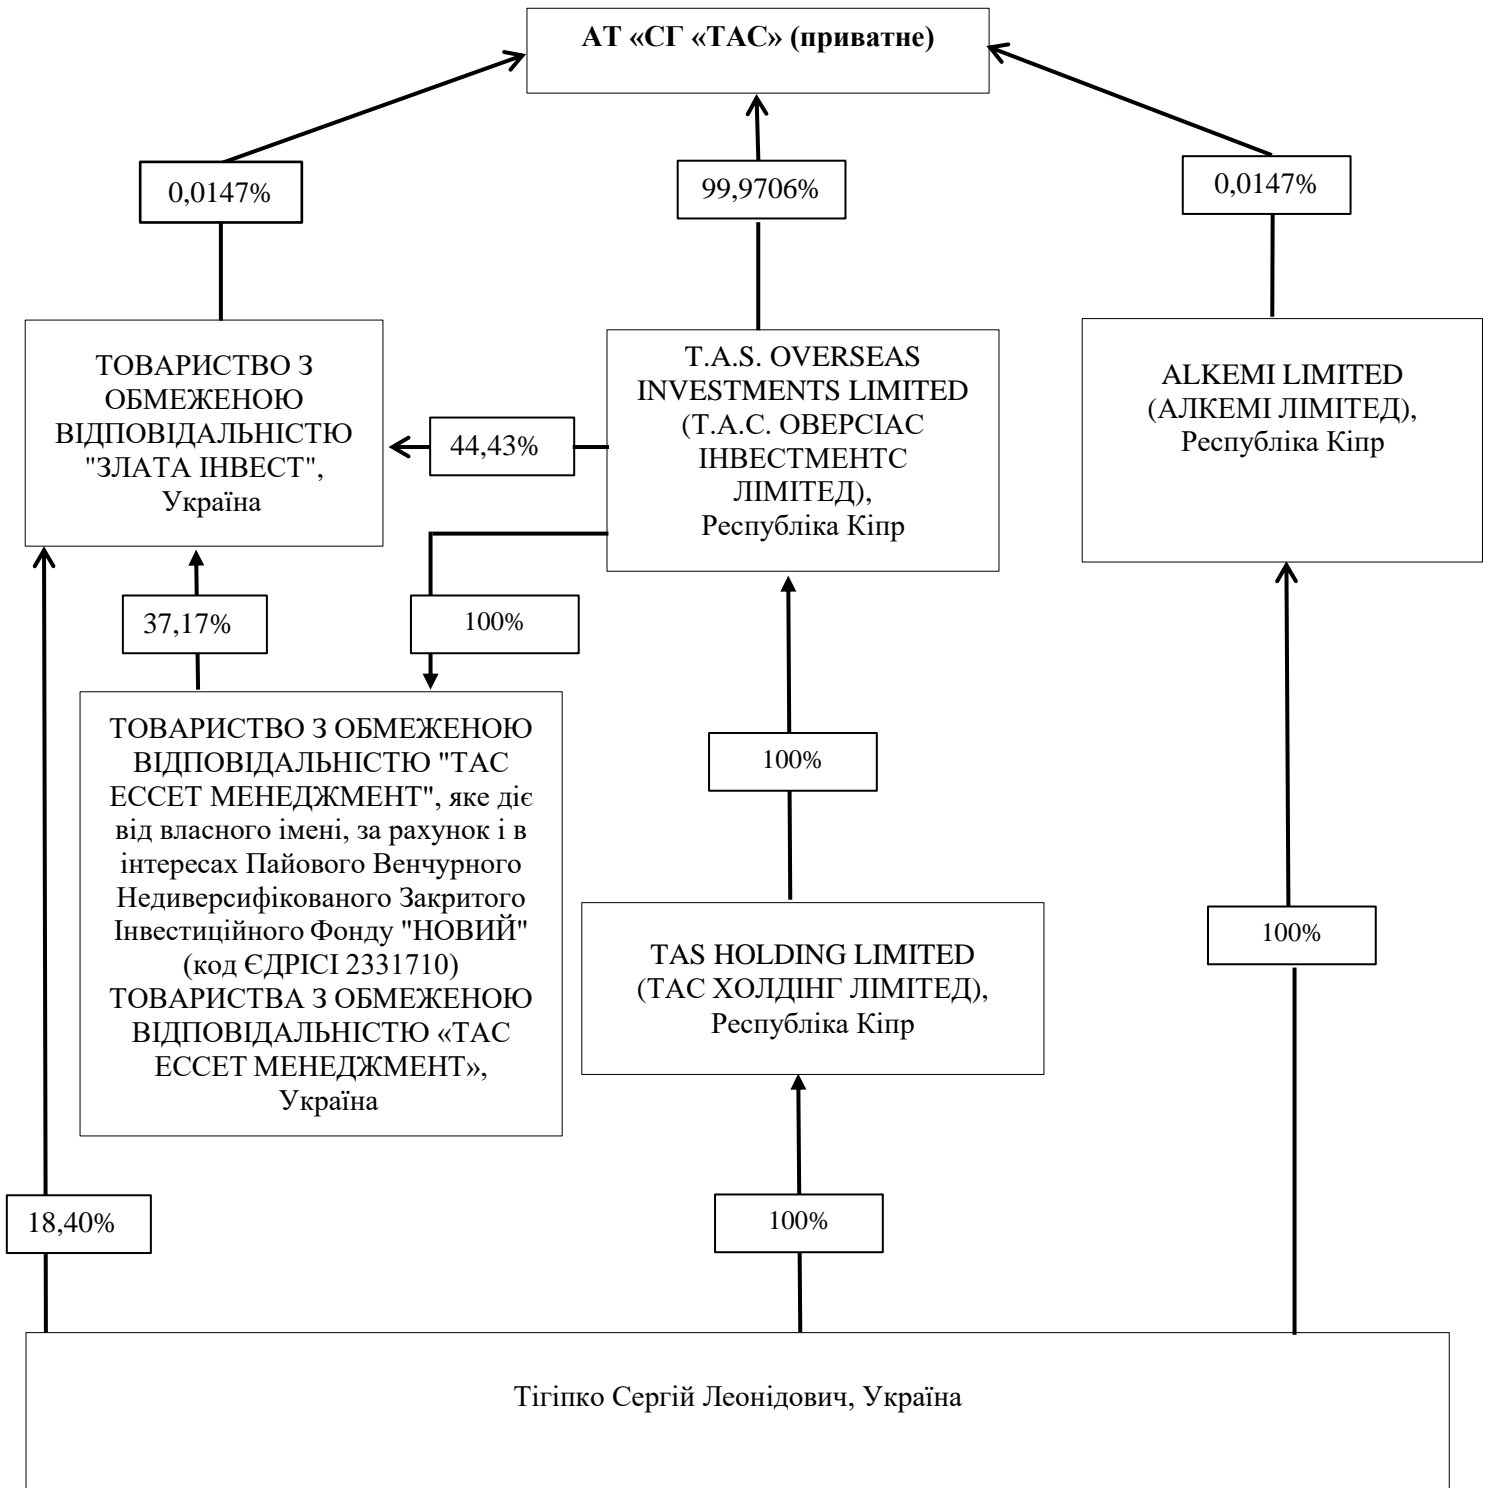 АТ «СГ «ТАС» (приватне)
0,0147%
99,9706%
0,0147%
ТОВАРИСТВО З
ОБМЕЖЕНОЮ
ВІДПОВІДАЛЬНІСТЮ
"ЗЛАТА ІНВЕСТ",
Україна
44,43%
T.A.S. OVERSEAS
INVESTMENTS LIMITED
(Т.А.С. ОВЕРСІАС
ІНВЕСТМЕНТС
ЛІМІТЕД),
Республіка Кіпр
ALKEMI LIMITED
(АЛКЕМІ ЛІМІТЕД),
Республіка Кіпр
37,17%
100%
ТОВАРИСТВО З ОБМЕЖЕНОЮ
ВІДПОВІДАЛЬНІСТЮ "ТАС
ЕССЕТ МЕНЕДЖМЕНТ", яке діє
від власного імені, за рахунок і в
інтересах Пайового Венчурного
Недиверсифікованого Закритого
Інвестиційного Фонду "НОВИЙ"
(код ЄДРІСІ 2331710)
ТОВАРИСТВА З ОБМЕЖЕНОЮ
ВІДПОВІДАЛЬНІСТЮ «ТАС
ЕССЕТ МЕНЕДЖМЕНТ»,
Україна
100%
TAS HOLDING LIMITED
(ТАС ХОЛДІНГ ЛІМІТЕД),
Республіка Кіпр
100%
18,40%
100%
Тігіпко Сергій Леонідович, Україна